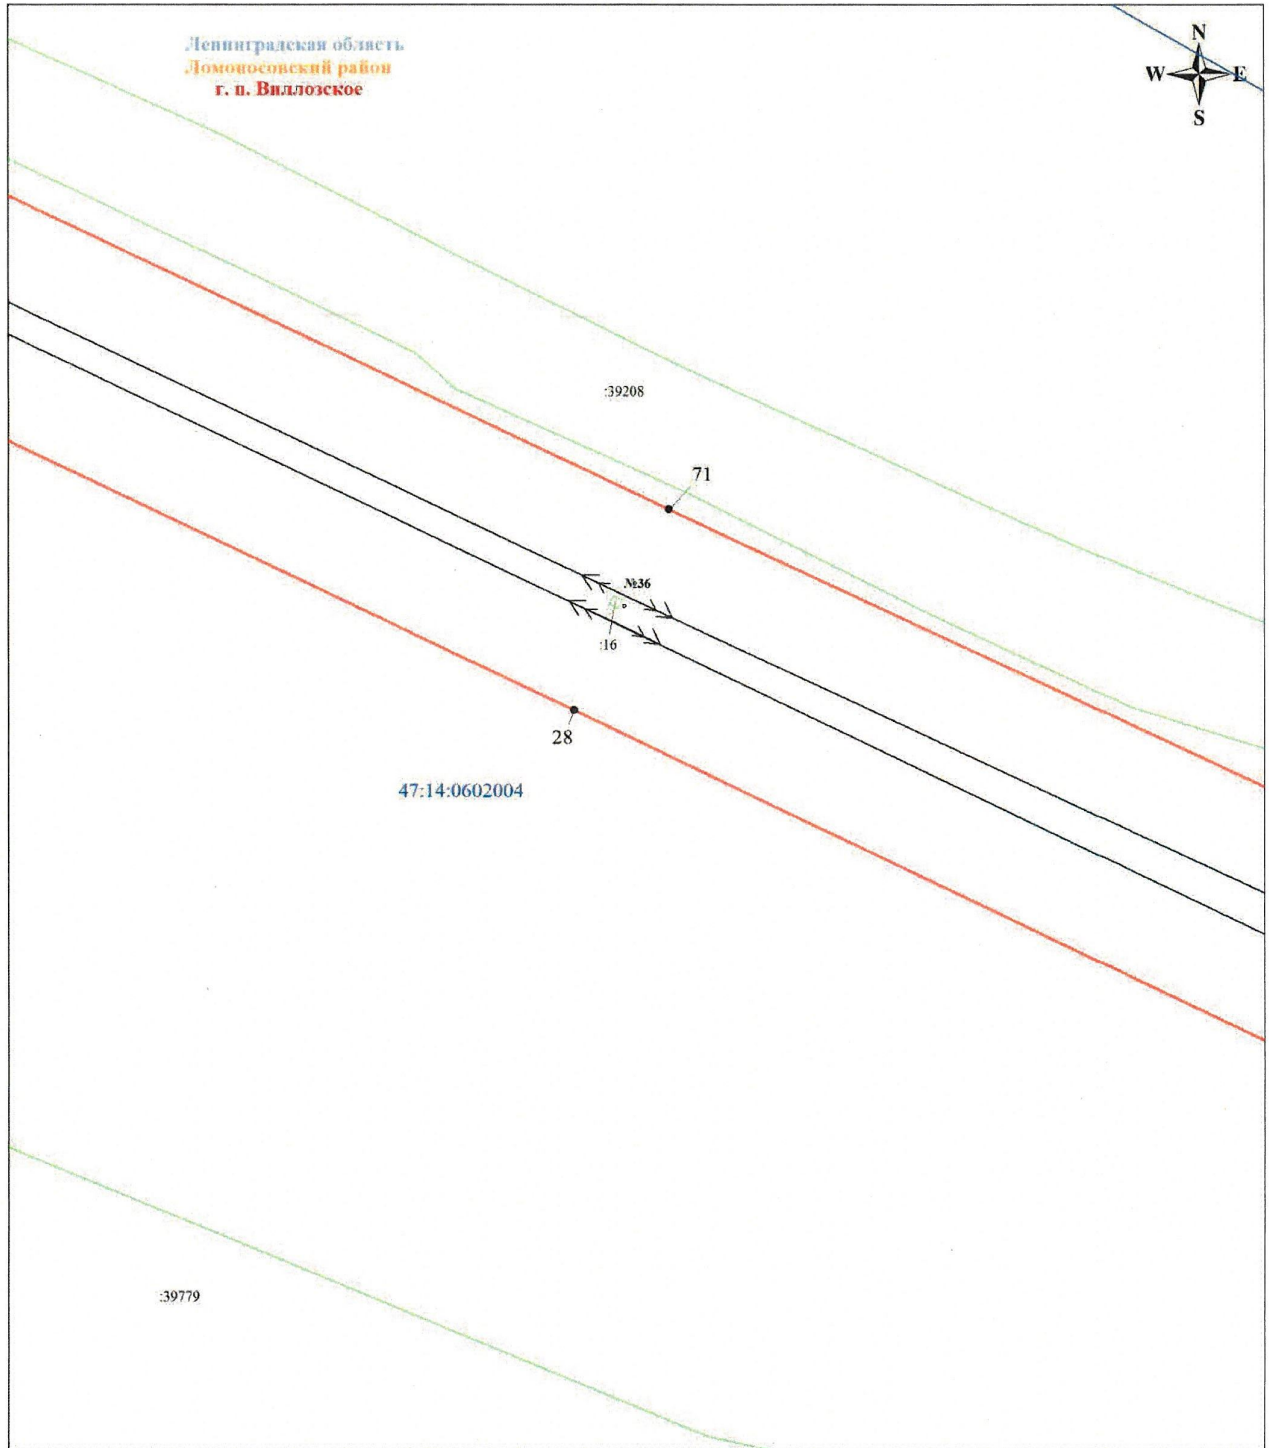 Ленинградская область
Ломоносовский район
г. п. Виллозское
N
W E
S
:39208
71
№36
:16
28
47:14:0602004
:39779